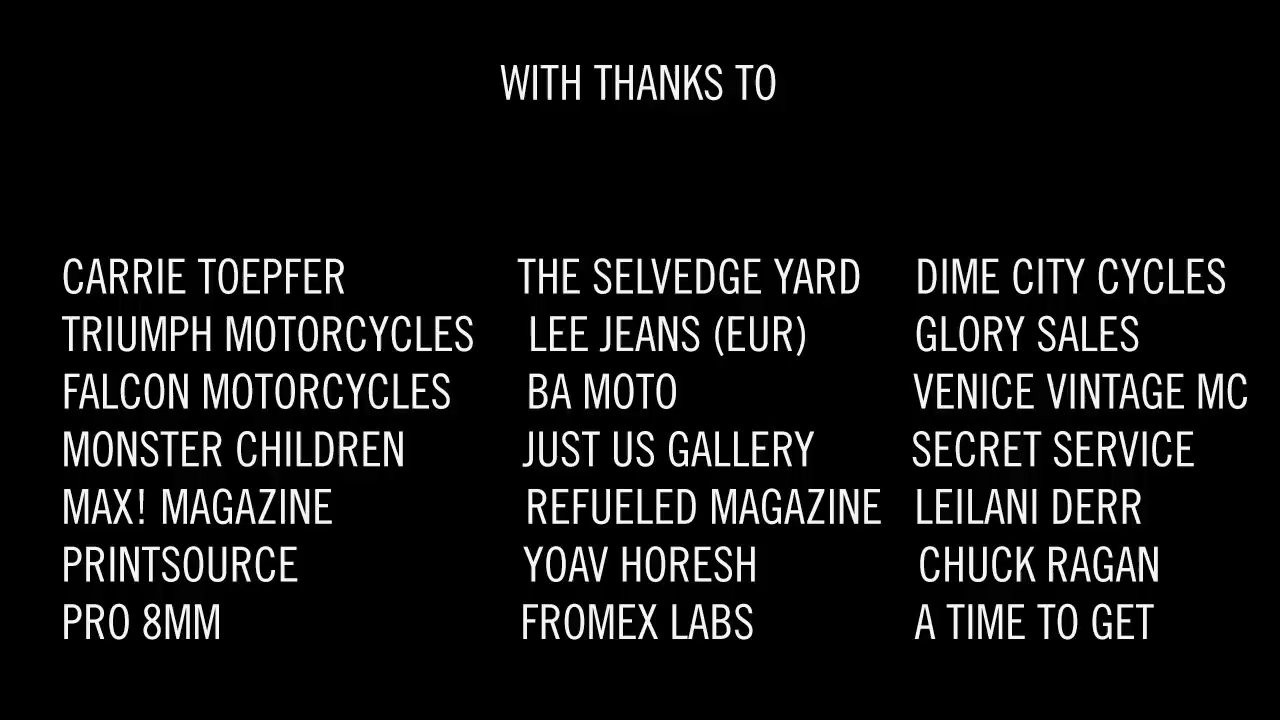 WITH THANKS TO
CARRIE TOEPFER
TRIUMPH MOTORCYCLES
FALCON MOTORCYCLES
MONSTER CHILDREN
MAX! MAGAZINE
PRINTSOURCE
PRO 8MM
THE SELVEDGE YARD
LEE JEANS (EUR)
BA MOTO
JUST US GALLERY
REFUELED MAGAZINE
YOAV HORESH
FROMEX LABS
DIME CITY CYCLES
GLORY SALES
VENICE VINTAGE MC
SECRET SERVICE
LEILANI DERR
CHUCK RAGAN
A TIME TO GET